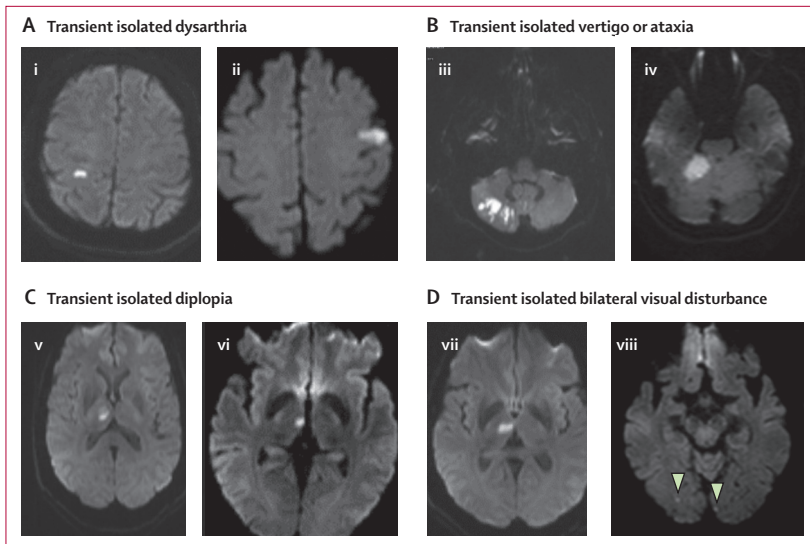 A Transient isolated dysarthria
i
ii
B Transient isolated vertigo or ataxia
iii
iv
C Transient isolated diplopia
v
vi
D Transient isolated bilateral visual disturbance
vii
viii